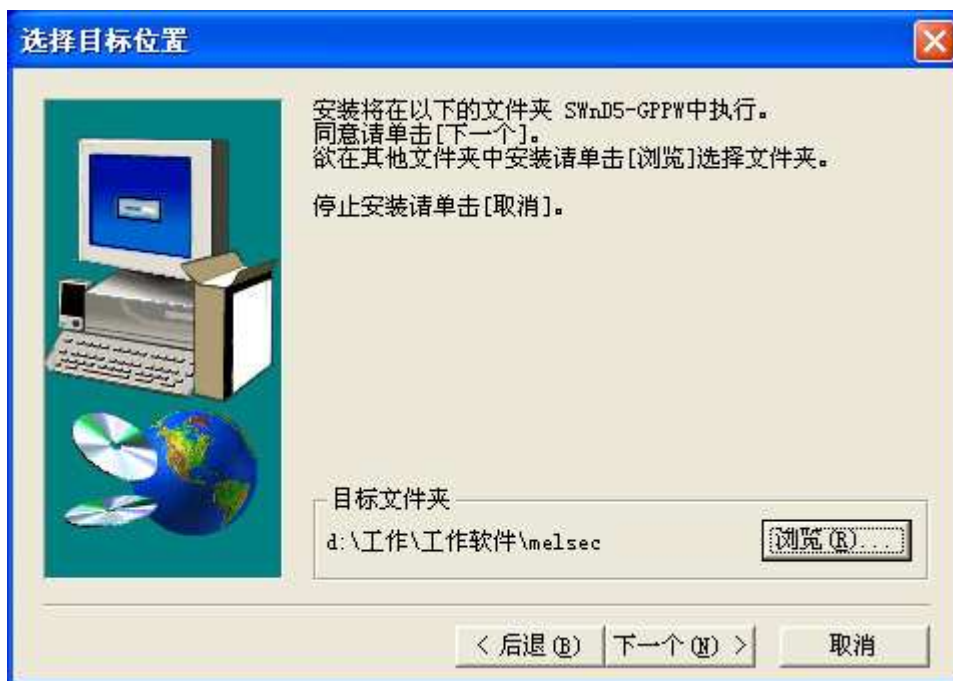 选择目标位置
安装将在以下的文件夹 SWnD5-GPPW中执行。
同意请单击[下一个]。
欲在其他文件夹中安装请单击[浏览]选择文件夹。
停止安装请单击[取消]。
目标文件夹
d:\工作\工作软件\melsec
浏览(R)...
< 后退(B) 下一个(N) > 取消